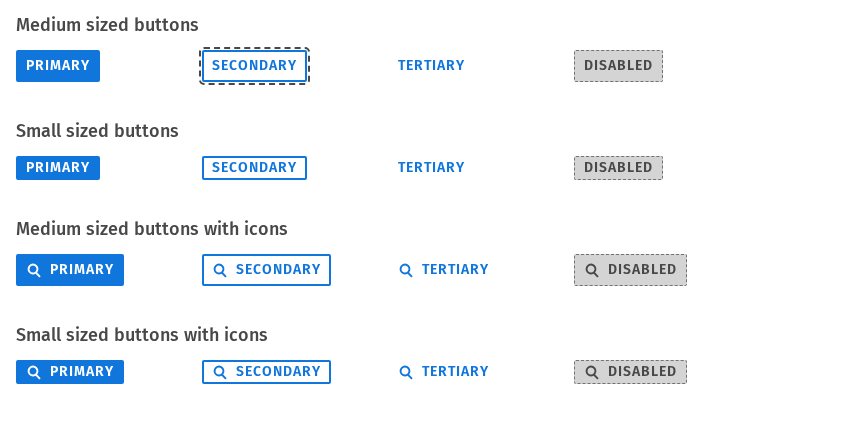 Medium sized buttons
PRIMARY SECONDARY TERTIARY DISABLED
Small sized buttons
PRIMARY SECONDARY TERTIARY DISABLED
Medium sized buttons with icons
PRIMARY SECONDARY TERTIARY DISABLED
Small sized buttons with icons
PRIMARY SECONDARY TERTIARY DISABLED